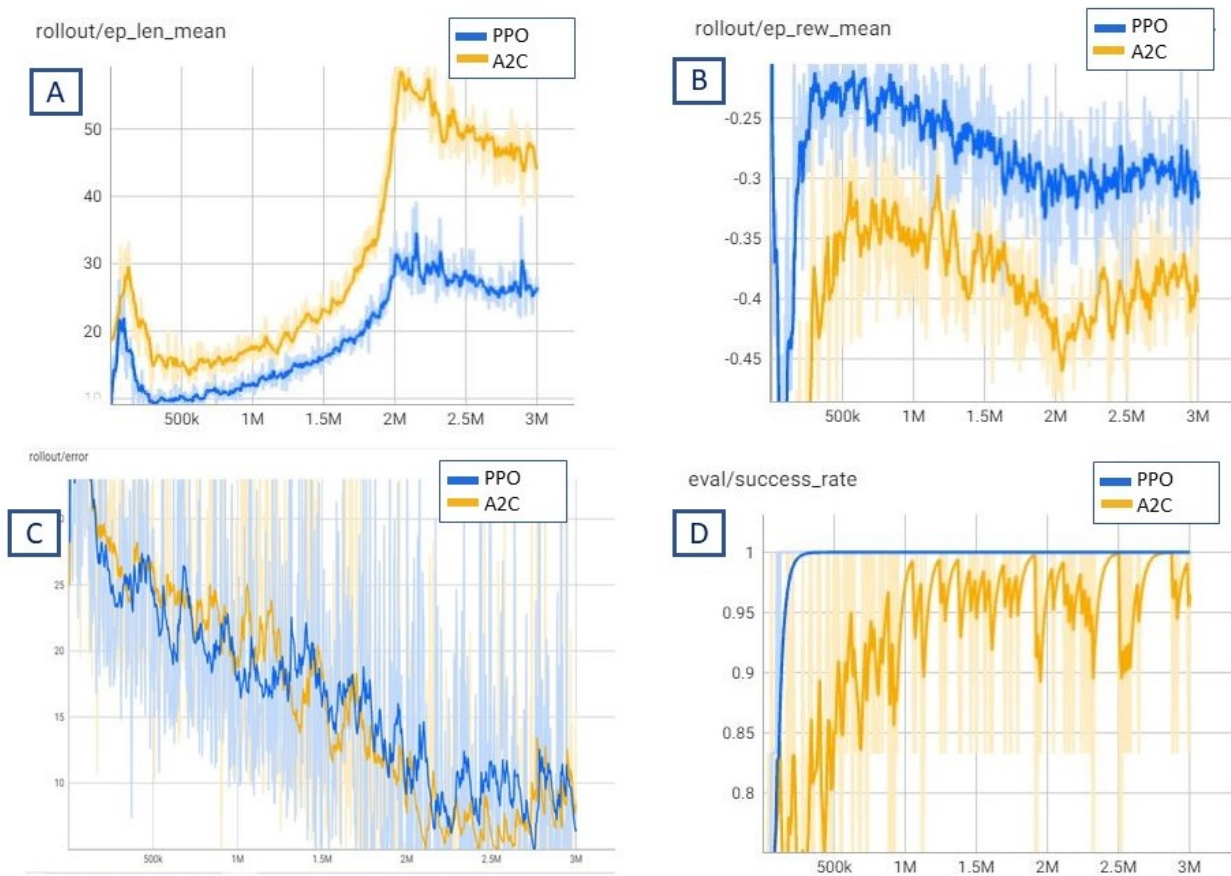 rollout/ep_len_mean
PPO
A2C
A
50
40
30
20
10
500k 1M 1.5M 2M 2.5M 3M
rollout/ep_rew_mean
PPO
A2C
B
-0.25
-0.3
-0.35
-0.4
-0.45
500k 1M 1.5M 2M 2.5M 3M
rollout/error
PPO
A2C
C
25
20
15
10
500k 1M 1.5M 2M 2.5M 3M
eval/success_rate
PPO
A2C
D
1
0.95
0.9
0.85
0.8
500k 1M 1.5M 2M 2.5M 3M